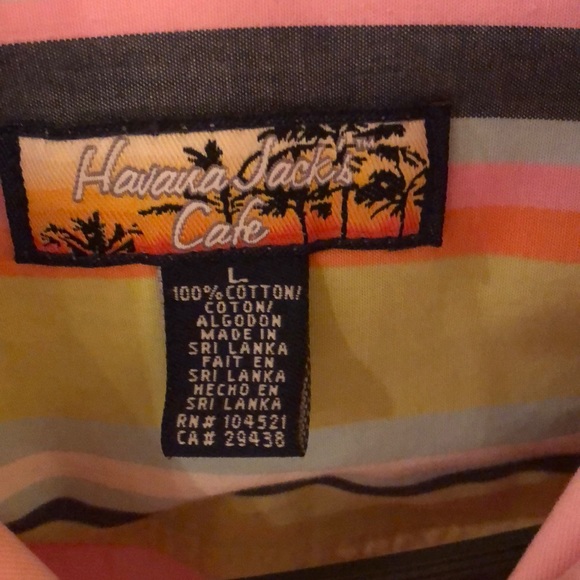 Havana Jack's™
Cafe
L
100% COTTON/
COTON/
ALGODON
MADE IN
SRI LANKA
FAIT EN
SRI LANKA
HECHO EN
SRI LANKA
RN# 104521
CA# 29438